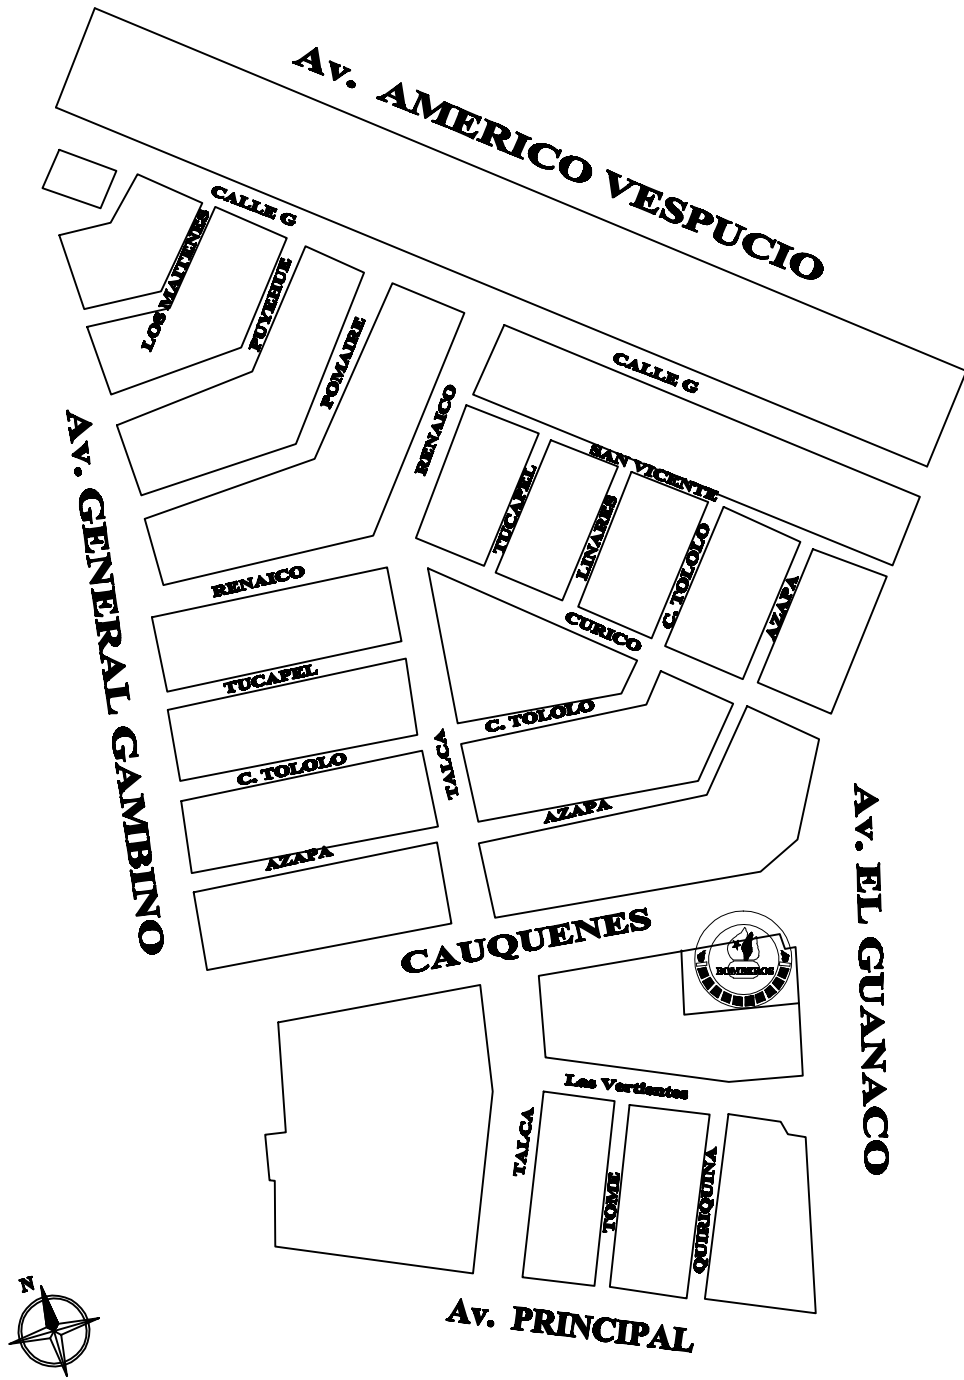 Av. AMERICO VESPUCIO
CALLE G
LOS MAITENES
PUYEHUE
POMAIRE
CALLE G
RENAICO
SAN VICENTE
TUCAPEL
LINARES
C. TOLOLO
AZAPA
Av. GENERAL GAMBINO
RENAICO
CURICO
TUCAPEL
C. TOLOLO
TALCA
C. TOLOLO
AZAPA
AZAPA
Av. EL GUANACO
CAUQUENES
BOMBEROS
Las Vertientes
TALCA
TOME
QUIRIQUINA
N
Av. PRINCIPAL